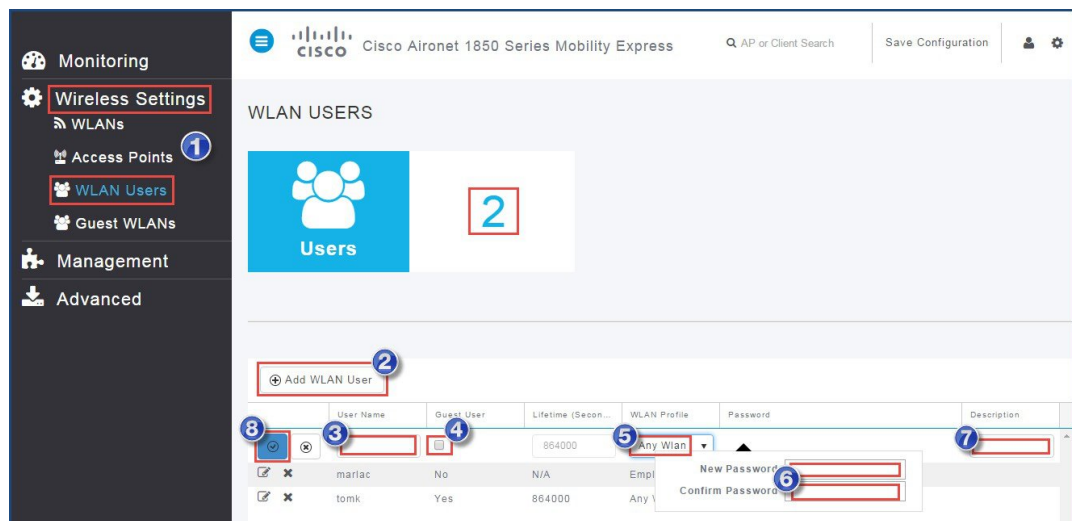 Monitoring
Wireless Settings
WLANs
Access Points
1
WLAN Users
Guest WLANs
Management
Advanced
CISCO
Cisco Aironet 1850 Series Mobility Express
AP or Client Search
Save Configuration
WLAN USERS
Users
2
2
Add WLAN User
User Name
Guest User
Lifetime (Secon...
WLAN Profile
Password
Description
8
3
4
864000
5
Any Wlan
7
marlac
No
N/A
Empl
tomk
Yes
864000
Any
New Password
6
Confirm Password